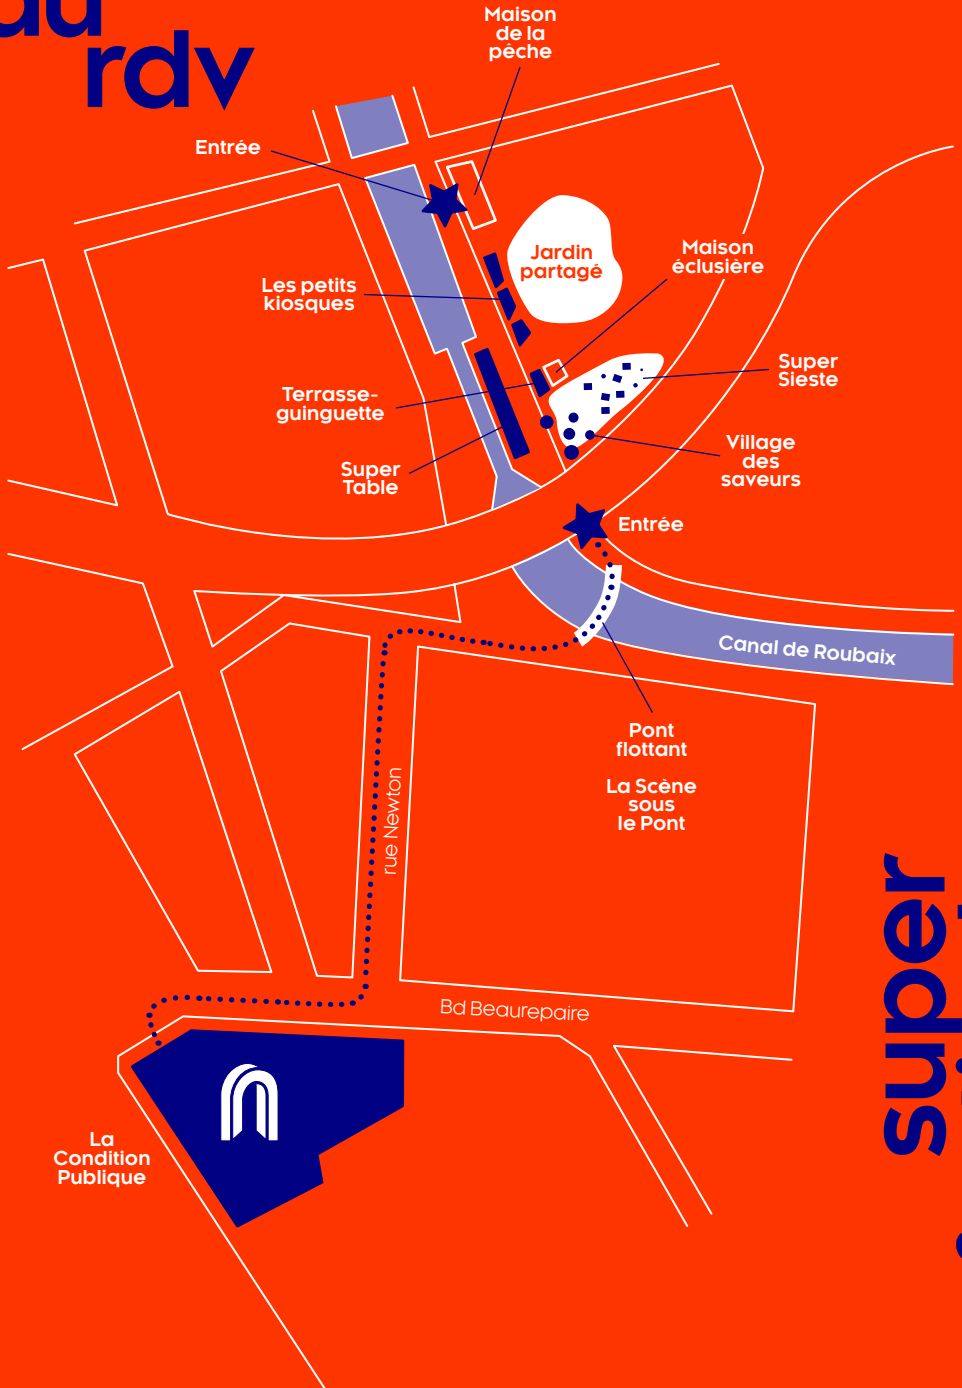 du
rdv
Maison
de la
pêche
Entrée
Jardin
partagé
Maison
éclusière
Les petits
kiosques
Super
Sieste
Terrasse-
guinguette
Village
des
saveurs
Super
Table
Entrée
Canal de Roubaix
Pont
flottant
La Scène
sous
le Pont
rue Newton
super
Bd Beaurepaire
La
Condition
Publique